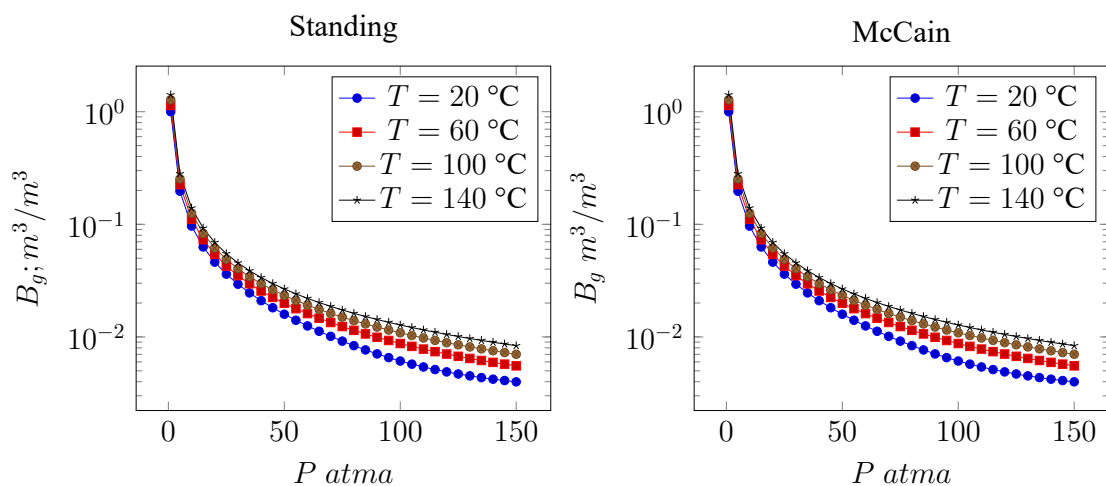 Standing
10^0
10^{-1}
10^{-2}
B_g; m^3/m^3
0
50
100
150
P atma
T = 20 °C
T = 60 °C
T = 100 °C
T = 140 °C
McCain
10^0
10^{-1}
10^{-2}
B_g m^3/m^3
0
50
100
150
P atma
T = 20 °C
T = 60 °C
T = 100 °C
T = 140 °C